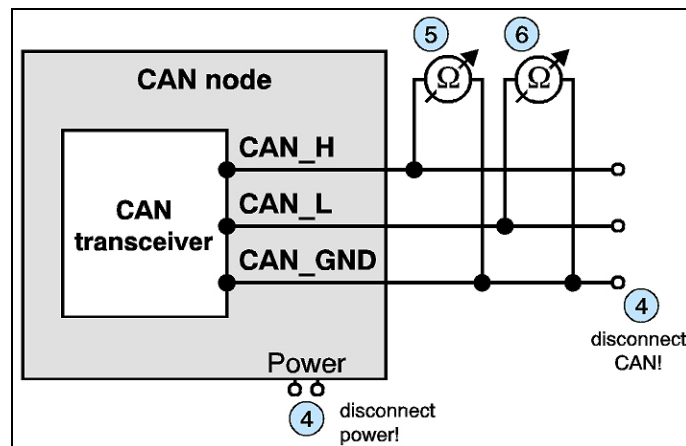 5
6
Ω
Ω
CAN node
CAN_H
CAN
transceiver
CAN_L
CAN_GND
4
disconnect
CAN!
Power
4
disconnect
power!